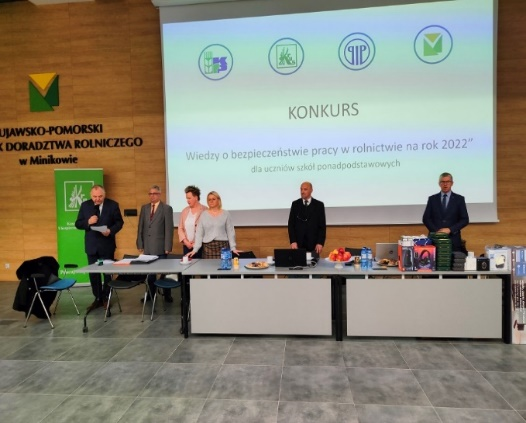 KONKURS
Wiedzy o bezpieczeństwie pracy w rolnictwie na rok 2022"
dla uczniów szkół ponadpodstawowych
UJAWSKO-POMORSKI
K DORADZTWA ROLNICZEGO
w Minikowie